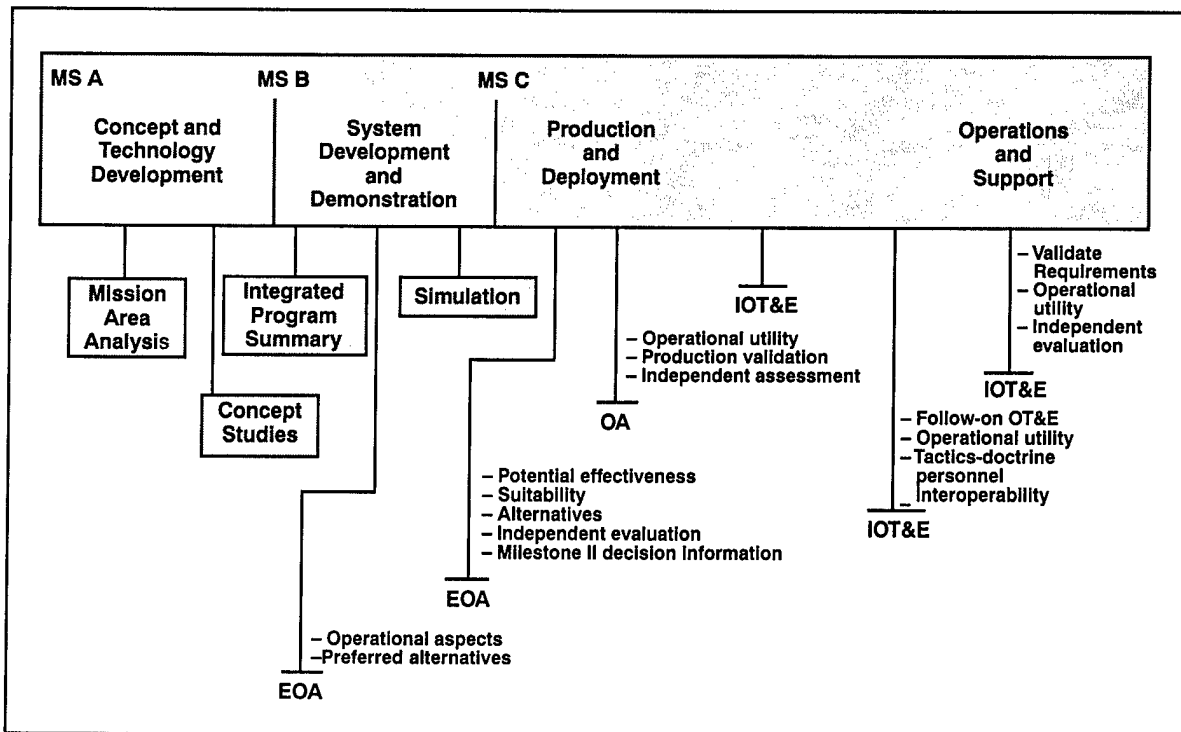 MS A
MS B
MS C
Concept and
Technology
Development
System
Development
and
Demonstration
Production
and
Deployment
Operations
and
Support
Mission
Area
Analysis
Concept
Studies
Integrated
Program
Summary
Simulation
IOT&E
– Operational utility
– Production validation
– Independent assessment
OA
– Validate
Requirements
– Operational
utility
– Independent
evaluation
IOT&E
– Follow-on OT&E
– Operational utility
– Tactics-doctrine
personnel
– Interoperability
IOT&E
– Potential effectiveness
– Suitability
– Alternatives
– Independent evaluation
– Milestone II decision information
EOA
– Operational aspects
–Preferred alternatives
EOA